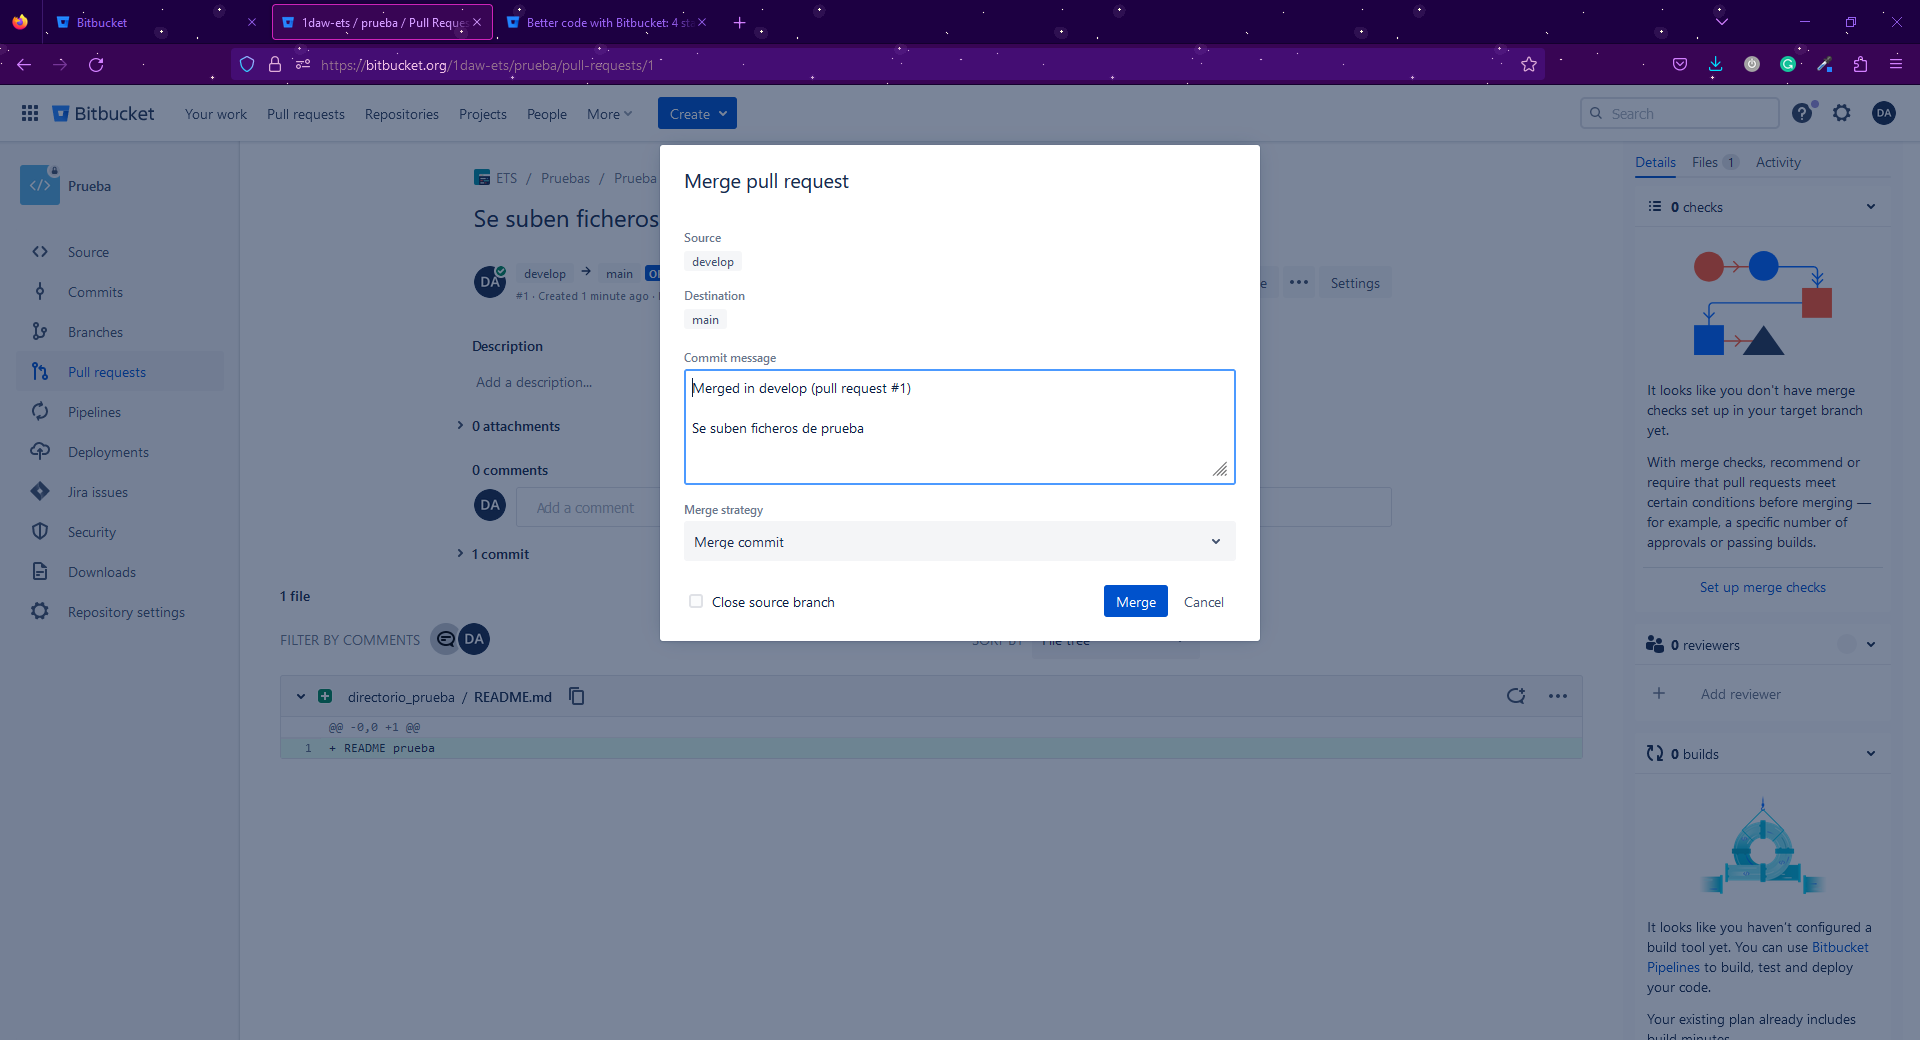 Bitbucket
1daw-ets / prueba / Pull Reques
Better code with Bitbucket: 4 sta
https://bitbucket.org/1daw-ets/prueba/pull-requests/1
Bitbucket
Your work
Pull requests
Repositories
Projects
People
More
Create
Search
DA
Prueba
Source
Commits
Branches
Pull requests
Pipelines
Deployments
Jira issues
Security
Downloads
Repository settings
ETS / Pruebas / Prueba
Se suben ficheros
DA
develop → main
#1 · Created 1 minute ago ·
Settings
Description
Add a description...
0 attachments
0 comments
DA
Add a comment
1 commit
1 file
FILTER BY COMMENTS
DA
SORT BY
File tree
directorio_prueba / README.md
@@ -0,0 +1 @@
1 + README prueba
Merge pull request
Source
develop
Destination
main
Commit message
Merged in develop (pull request #1)
Se suben ficheros de prueba
Merge strategy
Merge commit
Close source branch
Merge
Cancel
Details
Files 1
Activity
0 checks
It looks like you don't have merge
checks set up in your target branch
yet.
With merge checks, recommend or
require that pull requests meet
certain conditions before merging —
for example, a specific number of
approvals or passing builds.
Set up merge checks
0 reviewers
+ Add reviewer
0 builds
It looks like you haven't configured a
build tool yet. You can use Bitbucket
Pipelines to build, test and deploy
your code.
Your existing plan already includes
build minutes.